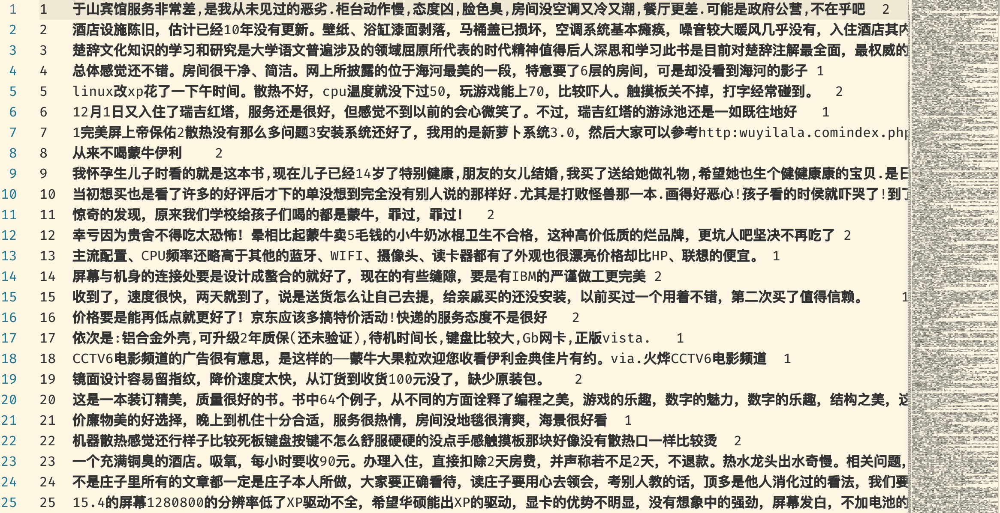 1 1 于山宾馆服务非常差,是我从未见过的恶劣.柜台动作慢,态度凶,脸色臭,房间没空调又冷又潮,餐厅更差.可能是政府公营,不在乎吧 2
2 2 酒店设施陈旧，估计已经10年没有更新。壁纸、浴缸漆面剥落，马桶盖已损坏，空调系统基本瘫痪，噪音较大暖风几乎没有，入住酒店其内
3 3 楚辞文化知识的学习和研究是大学语文普遍涉及的领域屈原所代表的时代精神值得后人深思和学习此书是目前对楚辞注解最全面，最权威的
4 4 总体感觉还不错。房间很干净、简洁。网上所披露的位于海河最美的一段，特意要了6层的房间，可是却没看到海河的影子 1
5 5 linux改xp花了一下午时间。散热不好，cpu温度就没下过50，玩游戏能上70，比较吓人。触摸板关不掉，打字经常碰到。 2
6 6 12月1日又入住了瑞吉红塔，服务还是很好，但感觉不到以前的会心微笑了。不过，瑞吉红塔的游泳池还是一如既往地好 1
7 7 1完美屏上帝保佑2散热没有那么多问题3安装系统还好了，我用的是新萝卜系统3.0，然后大家可以参考http:wuyilala.comindex.php
8 8 从来不喝蒙牛伊利 2
9 9 我怀孕生儿子时看的就是这本书,现在儿子已经14岁了特别健康,朋友的女儿结婚,我买了送给她做礼物,希望她也生个健健康康的宝贝.是日
10 10 当初想买也是看了许多的好评后才下的单没想到完全没有别人说的那样好.尤其是打败怪兽那一本.画得好恶心!孩子看的时侯就吓哭了!到了
11 11 惊奇的发现，原来我们学校给孩子们喝的都是蒙牛，罪过，罪过！ 2
12 12 幸亏因为贵舍不得吃太恐怖！晕相比起蒙牛卖5毛钱的小牛奶冰棍卫生不合格，这种高价低质的烂品牌，更坑人吧坚决不再吃了 2
13 13 主流配置、CPU频率还略高于其他的蓝牙、WIFI、摄像头、读卡器都有了外观也很漂亮价格却比HP、联想的便宜。 1
14 14 屏幕与机身的连接处要是设计成螯合的就好了，现在的有些缝隙，要是有IBM的严谨做工更完美 2
15 15 收到了，速度很快，两天就到了，说是送货怎么让自己去提，给亲戚买的还没安装，以前买过一个用着不错，第二次买了值得信赖。 1
16 16 价格要是能再低点就更好了！京东应该多搞特价活动!快递的服务态度不是很好 2
17 17 依次是:铝合金外壳,可升级2年质保(还未验证),待机时间长,键盘比较大,Gb网卡,正版vista. 1
18 18 CCTV6电影频道的广告很有意思，是这样的——蒙牛大果粒欢迎您收看伊利金典佳片有约。via.火烨CCTV6电影频道 1
19 19 镜面设计容易留指纹，降价速度太快，从订货到收货100元没了，缺少原装包。 2
20 20 这是一本装订精美，质量很好的书。书中64个例子，从不同的方面诠释了编程之美，游戏的乐趣，数字的魅力，数字的乐趣，结构之美，这
21 21 价廉物美的好选择，晚上到机住十分合适，服务很热情，房间没地毯很清爽，海景很好看 1
22 22 机器散热感觉还行样子比较死板键盘按键不怎么舒服硬硬的没点手感触摸板那块好像没有散热口一样比较烫 2
23 23 一个充满铜臭的酒店。吸氧，每小时要收90元。办理入住，直接扣除2天房费，并声称若不足2天，不退款。热水龙头出水奇慢。相关问题，
24 24 不是庄子里所有的文章都一定是庄子本人所做，大家要正确看待，读庄子要用心去领会，考别人教的话，顶多是他人消化过的看法，我们要
25 25 15.4的屏幕1280800的分辨率低了XP驱动不全，希望华硕能出XP的驱动，显卡的优势不明显，没有想象中的强劲，屏幕发白，不加电池的